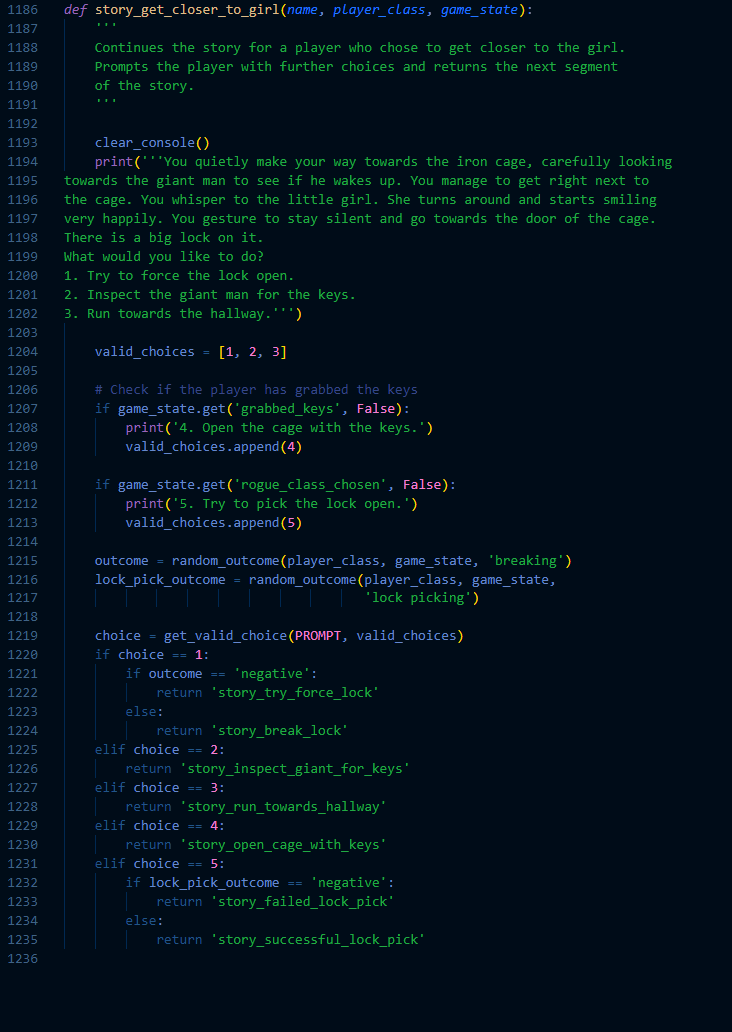 1186 def story_get_closer_to_girl(name, player_class, game_state):
1187     '''
1188     Continues the story for a player who chose to get closer to the girl.
1189     Prompts the player with further choices and returns the next segment
1190     of the story.
1191     '''
1192
1193     clear_console()
1194     print('''You quietly make your way towards the iron cage, carefully looking
1195 towards the giant man to see if he wakes up. You manage to get right next to
1196 the cage. You whisper to the little girl. She turns around and starts smiling
1197 very happily. You gesture to stay silent and go towards the door of the cage.
1198 There is a big lock on it.
1199 What would you like to do?
1200 1. Try to force the lock open.
1201 2. Inspect the giant man for the keys.
1202 3. Run towards the hallway.''')
1203
1204     valid_choices = [1, 2, 3]
1205
1206     # Check if the player has grabbed the keys
1207     if game_state.get('grabbed_keys', False):
1208         print('4. Open the cage with the keys.')
1209         valid_choices.append(4)
1210
1211     if game_state.get('rogue_class_chosen', False):
1212         print('5. Try to pick the lock open.')
1213         valid_choices.append(5)
1214
1215     outcome = random_outcome(player_class, game_state, 'breaking')
1216     lock_pick_outcome = random_outcome(player_class, game_state,
1217                                        'lock picking')
1218
1219     choice = get_valid_choice(PROMPT, valid_choices)
1220     if choice == 1:
1221         if outcome == 'negative':
1222             return 'story_try_force_lock'
1223         else:
1224             return 'story_break_lock'
1225     elif choice == 2:
1226         return 'story_inspect_giant_for_keys'
1227     elif choice == 3:
1228         return 'story_run_towards_hallway'
1229     elif choice == 4:
1230         return 'story_open_cage_with_keys'
1231     elif choice == 5:
1232         if lock_pick_outcome == 'negative':
1233             return 'story_failed_lock_pick'
1234         else:
1235             return 'story_successful_lock_pick'
1236